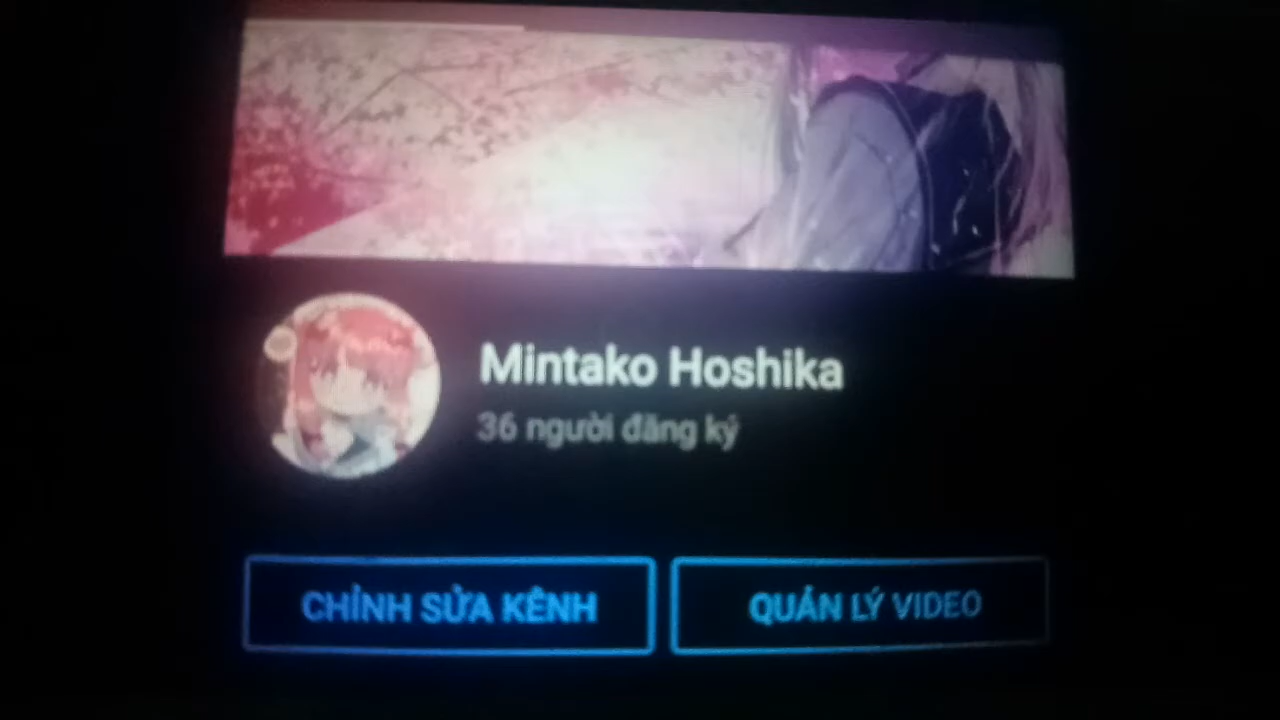 Mintako Hoshika
36 người đăng ký
CHỈNH SỬA KÊNH
QUẢN LÝ VIDEO